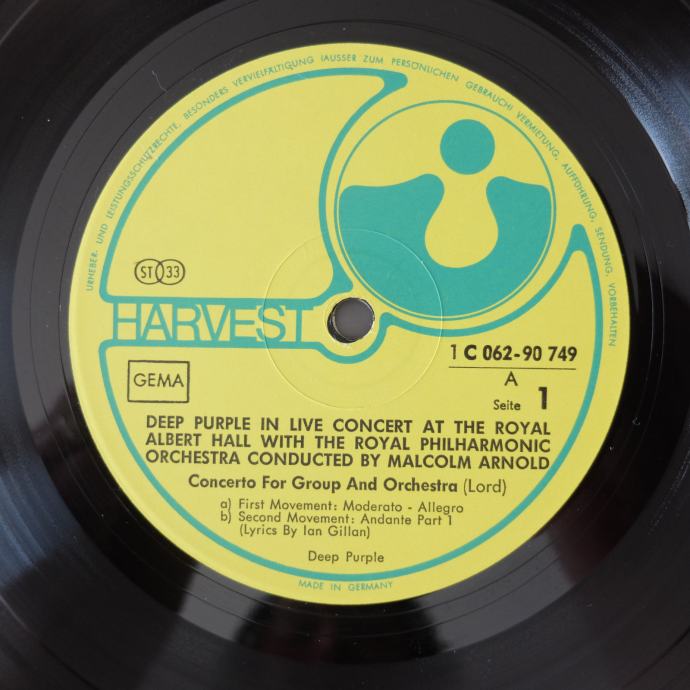 URHEBER- UND LEISTUNGSSCHUTZRECHTE, BESONDERS VERVIELFÄLTIGUNG (AUSSER ZUM PERSÖNLICHEN GEBRAUCH) VERMIETUNG, AUFFÜHRUNG, SENDUNG, VORBEHALTEN
ST 33
HARVEST
1 C 062-90 749
GEMA
A
Seite 1
DEEP PURPLE IN LIVE CONCERT AT THE ROYAL
ALBERT HALL WITH THE ROYAL PHILHARMONIC
ORCHESTRA CONDUCTED BY MALCOLM ARNOLD
Concerto For Group And Orchestra (Lord)
a) First Movement: Moderato - Allegro
b) Second Movement: Andante Part 1
(Lyrics By Ian Gillan)
Deep Purple
MADE IN GERMANY